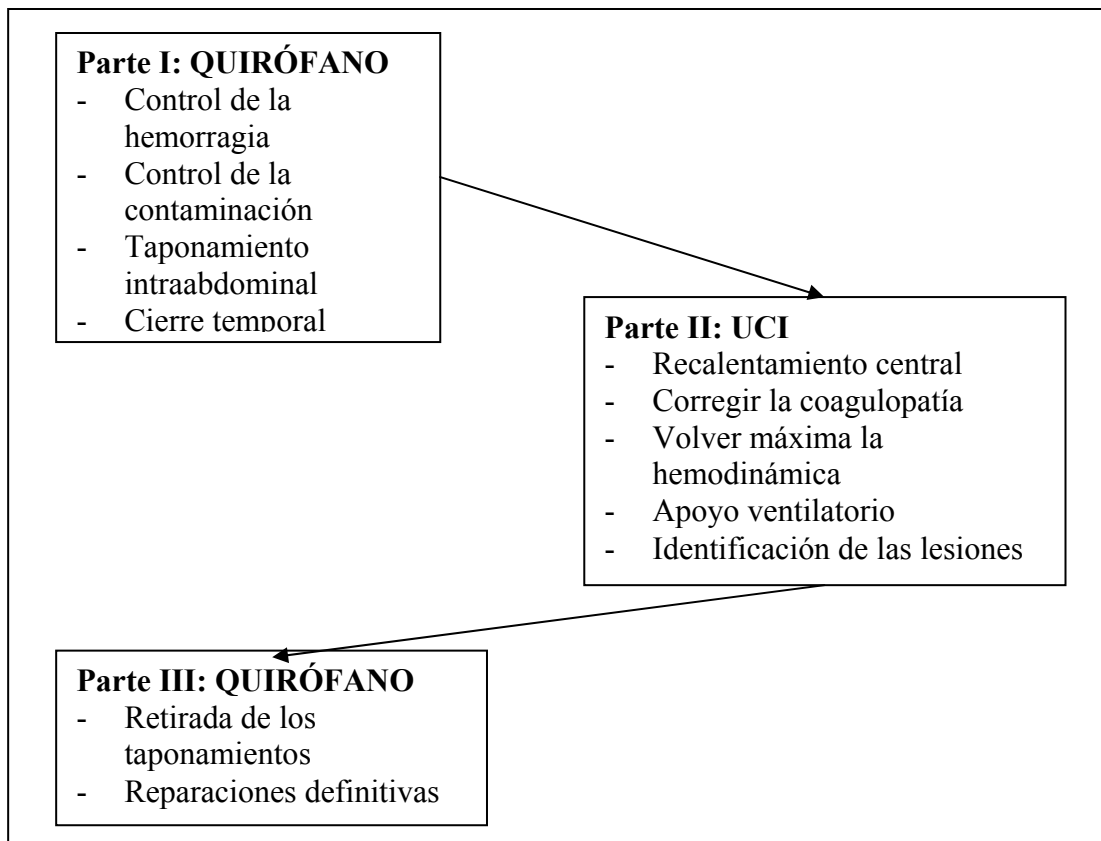 Parte I: QUIRÓFANO
- Control de la
hemorragia
- Control de la
contaminación
- Taponamiento
intraabdominal
- Cierre temporal
Parte II: UCI
- Recalentamiento central
- Corregir la coagulopatía
- Volver máxima la
hemodinámica
- Apoyo ventilatorio
- Identificación de las lesiones
Parte III: QUIRÓFANO
- Retirada de los
taponamientos
- Reparaciones definitivas